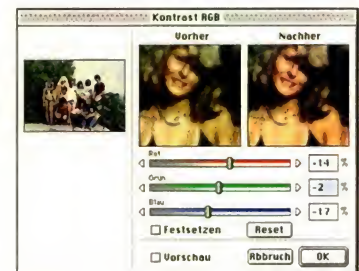 Kontrast RGB
Vorher Nachher
Rot
-14 %
Grün
-2 %
Blau
-17 %
Festsetzen Reset
Vorschau Abbruch OK